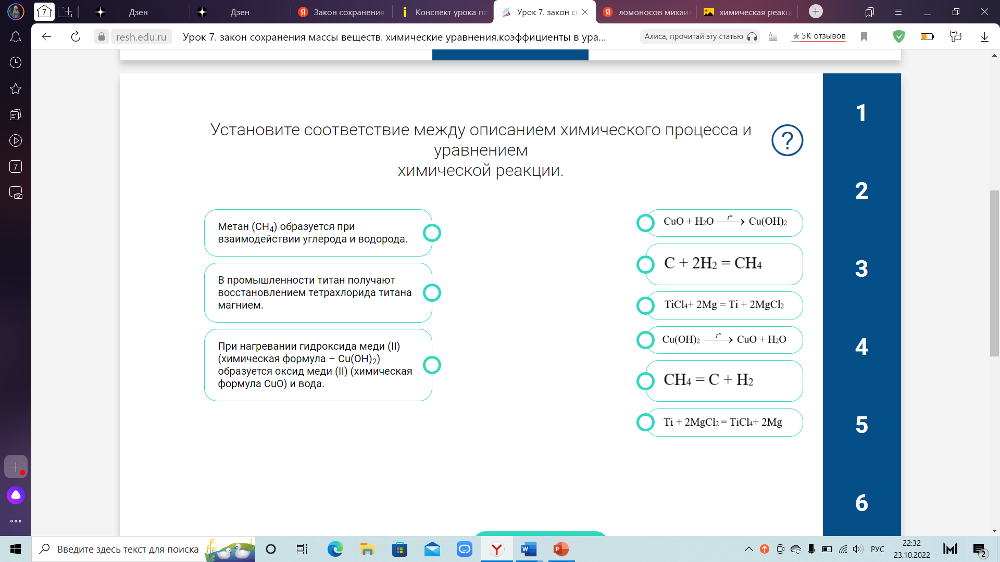 7
Дзен
Дзен
Закон сохранения
Конспект урока по
Урок 7. закон со
ломоносов михаил
химическая реакц
resh.edu.ru
Урок 7. закон сохранения массы веществ. химические уравнения.коэффициенты в ура...
Алиса, прочитай эту статью
★5К отзывов
7
Установите соответствие между описанием химического процесса и
уравнением
химической реакции.
?
Метан (CH₄) образуется при
взаимодействии углерода и водорода.
В промышленности титан получают
восстановлением тетрахлорида титана
магнием.
При нагревании гидроксида меди (II)
(химическая формула – Cu(OH)₂)
образуется оксид меди (II) (химическая
формула CuO) и вода.
CuO + H₂O —t°→ Cu(OH)₂
C + 2H₂ = CH₄
TiCl₄+ 2Mg = Ti + 2MgCl₂
Cu(OH)₂ —t°→ CuO + H₂O
CH₄ = C + H₂
Ti + 2MgCl₂ = TiCl₄+ 2Mg
1
2
3
4
5
6
Введите здесь текст для поиска
РУС
22:32
23.10.2022
2